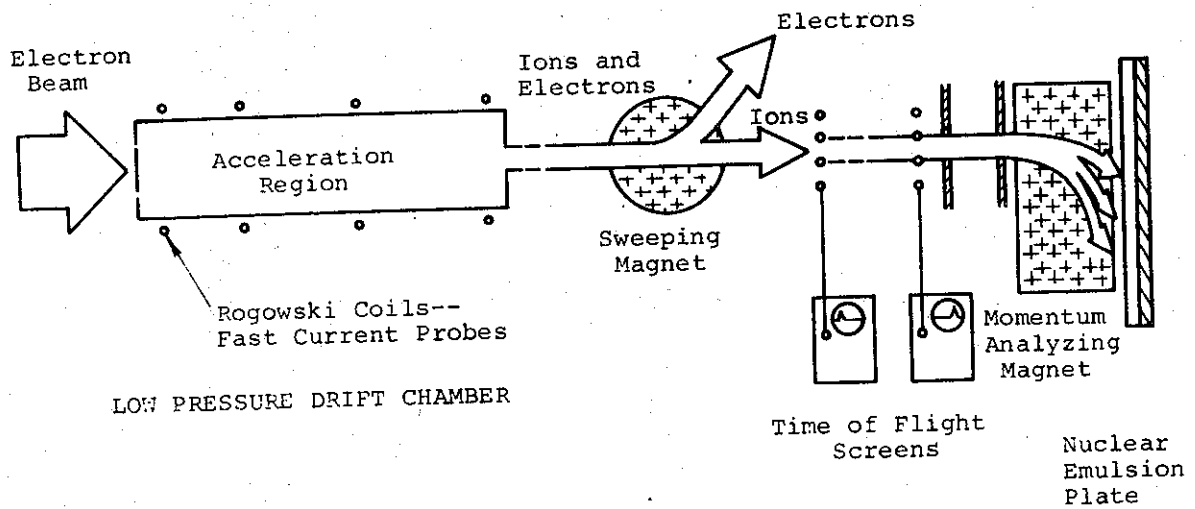 Electron
Beam
Acceleration
Region
Rogowski Coils--
Fast Current Probes
LOW PRESSURE DRIFT CHAMBER
Ions and
Electrons
Electrons
Ions
Sweeping
Magnet
Time of Flight
Screens
Momentum
Analyzing
Magnet
Nuclear
Emulsion
Plate